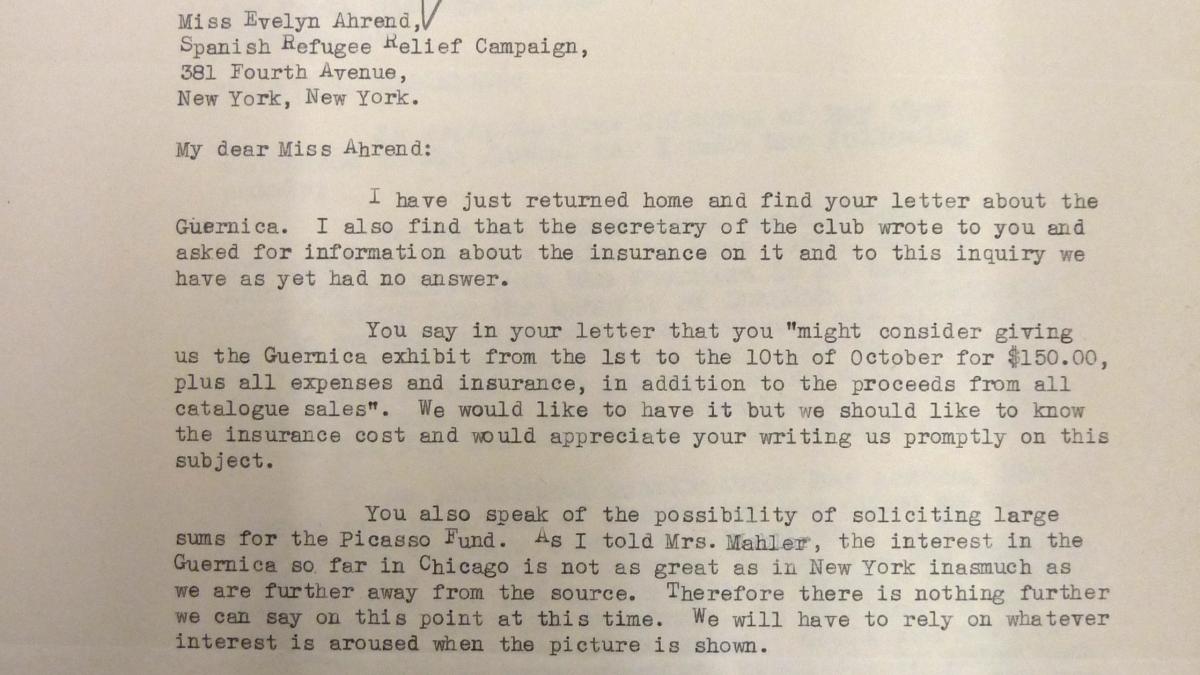 Miss Evelyn Ahrend,
Spanish Refugee Relief Campaign,
381 Fourth Avenue,
New York, New York.
My dear Miss Ahrend:
I have just returned home and find your letter about the
Guernica. I also find that the secretary of the club wrote to you and
asked for information about the insurance on it and to this inquiry we
have as yet had no answer.
You say in your letter that you "might consider giving
us the Guernica exhibit from the 1st to the 10th of October for $150.00,
plus all expenses and insurance, in addition to the proceeds from all
catalogue sales". We would like to have it but we should like to know
the insurance cost and would appreciate your writing us promptly on this
subject.
You also speak of the possibility of soliciting large
sums for the Picasso Fund. As I told Mrs. Mahler, the interest in the
Guernica so far in Chicago is not as great as in New York inasmuch as
we are further away from the source. Therefore there is nothing further
we can say on this point at this time. We will have to rely on whatever
interest is aroused when the picture is shown.